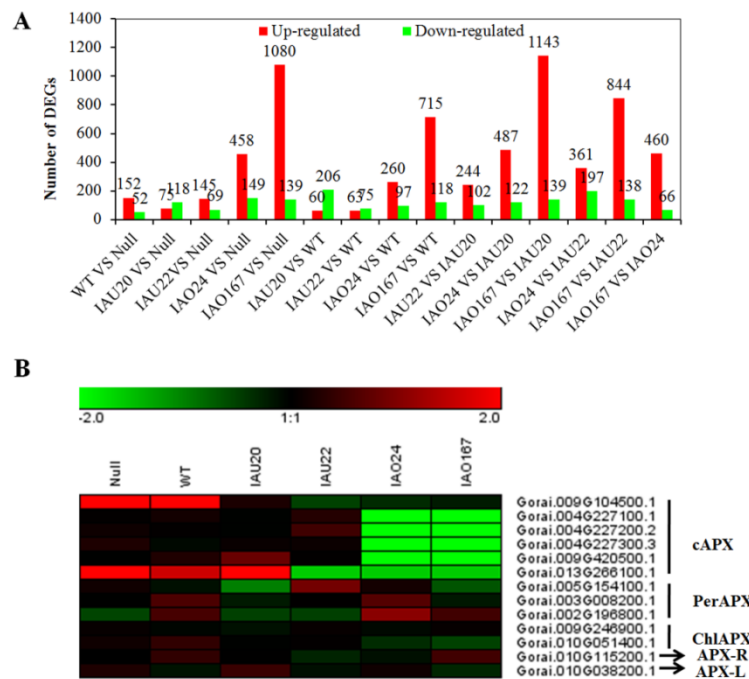 A
Up-regulated
Down-regulated
Number of DEGs
1400
1200
1000
800
600
400
200
0
152
52
75
118
145
69
458
149
1080
139
60
206
63
75
260
97
715
118
244
102
487
122
1143
139
361
197
844
138
460
66
WT VS Null
IAU20 VS Null
IAU22VS Null
IAO24 VS Null
IAO167 VS Null
IAU20 VS WT
IAU22 VS WT
IAO24 VS WT
IAO167 VS WT
IAU22 VS IAU20
IAO24 VS IAU20
IAO167 VS IAU20
IAO24 VS IAU22
IAO167 VS IAU22
IAO167 VS IAO24
B
-2.0
1:1
2.0
Null
WT
IAU20
IAU22
IAO24
IAO167
Gorai.009G104500.1
Gorai.004G227100.1
Gorai.004G227200.2
Gorai.004G227300.3
Gorai.009G420500.1
Gorai.013G266100.1
Gorai.005G154100.1
Gorai.003G008200.1
Gorai.002G196800.1
Gorai.009G246900.1
Gorai.010G051400.1
Gorai.010G115200.1
Gorai.010G038200.1
cAPX
PerAPX
ChlAPX
APX-R
APX-L